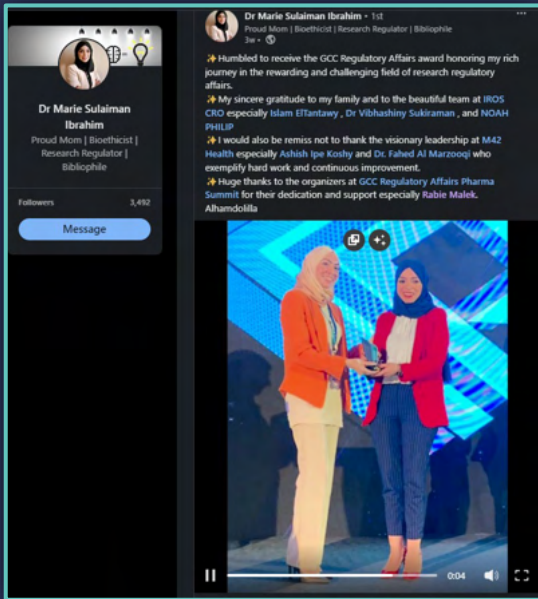 Dr Marie Sulaiman
Ibrahim
Proud Mom | Bioethicist |
Research Regulator |
Bibliophile
Followers 3,492
Message
Dr Marie Sulaiman Ibrahim • 1st
Proud Mom | Bioethicist | Research Regulator | Bibliophile
3w •
✨Humbled to receive the GCC Regulatory Affairs award honoring my rich
journey in the rewarding and challenging field of research regulatory
affairs.
✨My sincere gratitude to my family and to the beautiful team at IROS
CRO especially Islam ElTantawy , Dr Vibhashiny Sukiraman , and NOAH
PHILIP
✨I would also be remiss not to thank the visionary leadership at M42
Health especially Ashish Ipe Koshy and Dr. Fahed Al Marzooqi who
exemplify hard work and continuous improvement.
✨Huge thanks to the organizers at GCC Regulatory Affairs Pharma
Summit for their dedication and support especially Rabie Malek.
Alhamdolilla
0:04